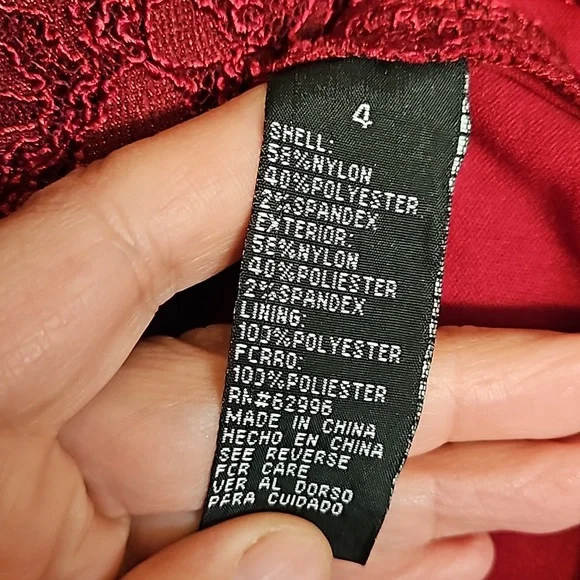 4
SHELL:
58%NYLON
40%POLYESTER
2%SPANDEX
EXTERIOR:
58%NYLON
40%POLIESTER
2%SPANDEX
LINING:
100%POLYESTER
FORRO:
100%POLIESTER
RN#62996
MADE IN CHINA
HECHO EN CHINA
SEE REVERSE
FOR CARE
VER AL DORSO
PARA CUIDADO